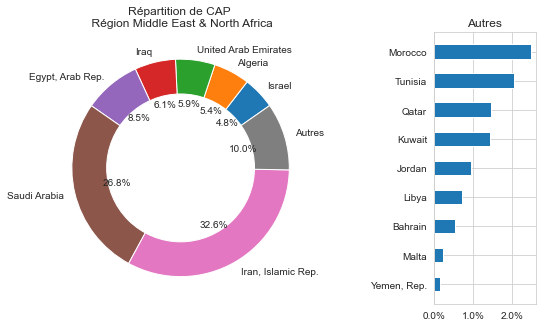 Répartition de CAP
Région Middle East & North Africa
Iraq
United Arab Emirates
Algeria
Egypt, Arab Rep.
Israel
6.1%
5.9%
5.4%
8.5%
4.8%
Autres
10.0%
26.8%
Saudi Arabia
32.6%
Iran, Islamic Rep.
Autres
Morocco
Tunisia
Qatar
Kuwait
Jordan
Libya
Bahrain
Malta
Yemen, Rep.
0.0%
1.0%
2.0%